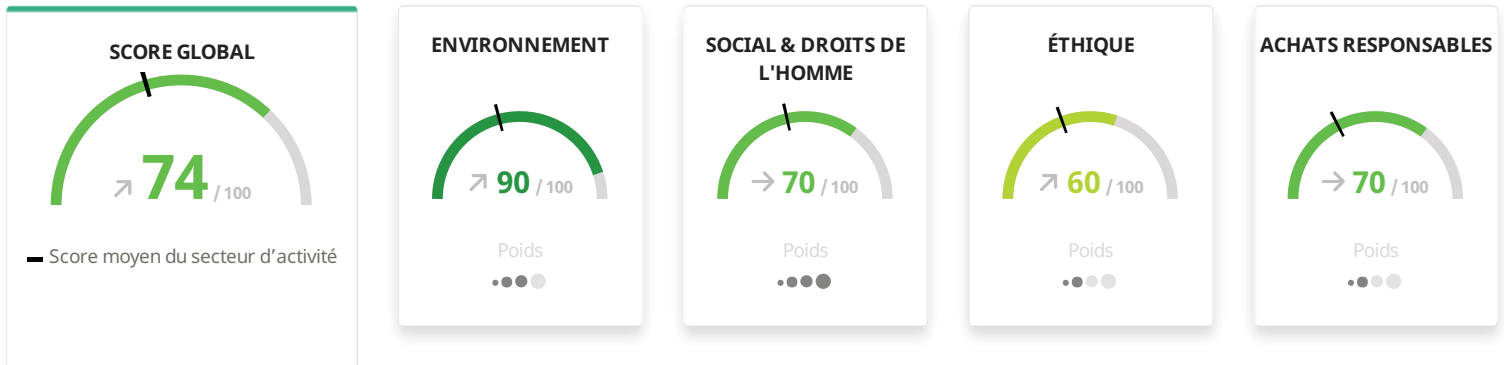 SCORE GLOBAL
74 / 100
Score moyen du secteur d’activité
ENVIRONNEMENT
90 / 100
Poids
SOCIAL & DROITS DE
L'HOMME
70 / 100
Poids
ÉTHIQUE
60 / 100
Poids
ACHATS RESPONSABLES
70 / 100
Poids